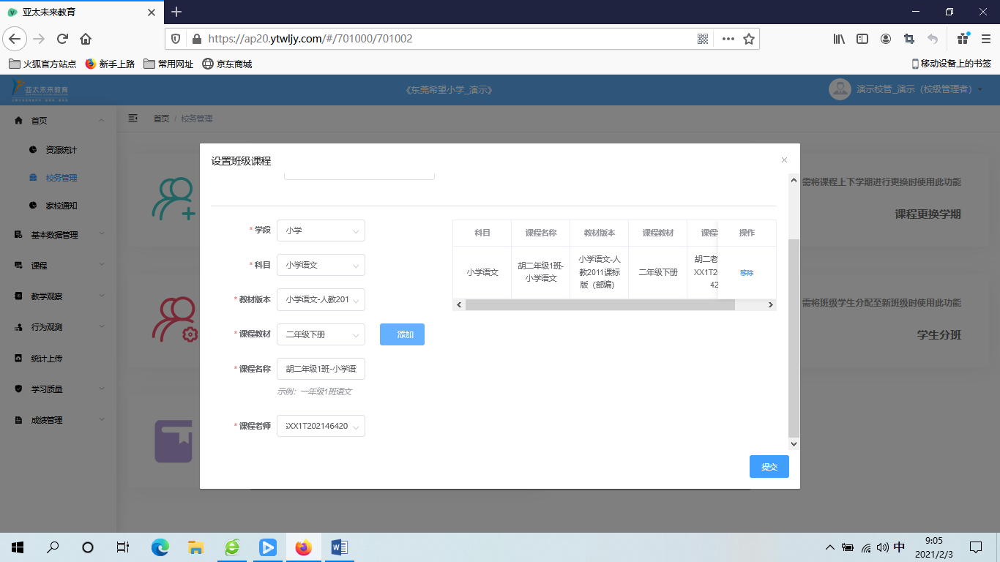 亚太未来教育
https://ap20.ytwljy.com/#/701000/701002
火狐官方站点
新手上路
常用网址
京东商城
移动设备上的书签
亚太未来教育
《东莞希望小学_演示》
演示校管_演示（校级管理者）
首页
资源统计
校务管理
家校通知
基本数据管理
课程
教学观察
行为观测
统计上传
学习质量
成绩管理
首页 / 校务管理
需将课程上下学期进行更换时使用此功能
课程更换学期
需将班级学生分配至新班级时使用此功能
学生分班
设置班级课程
* 学段 小学
* 科目 小学语文
* 教材版本 小学语文-人教201
* 课程教材 二年级下册
添加
* 课程名称 胡二年级1班-小学语
示例：一年级1班语文
* 课程老师 XX1T202146420
科目 课程名称 教材版本 课程教材 课程 操作
小学语文
胡二年级1班-
小学语文
小学语文-人
教2011课标
版（部编）
二年级下册
胡二老
XX1T20
42
移除
提交
中
9:05
2021/2/3